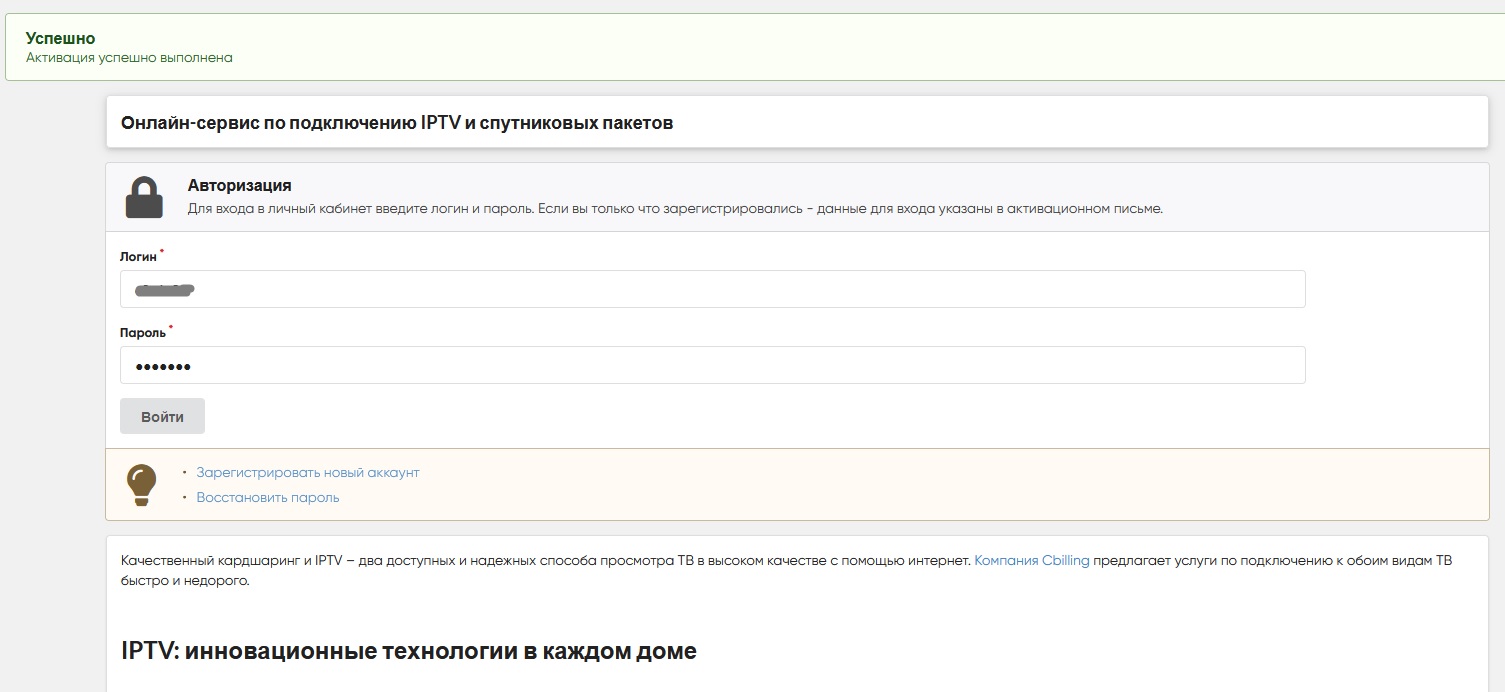 Успешно
Активация успешно выполнена
Онлайн-сервис по подключению IPTV и спутниковых пакетов
Авторизация
Для входа в личный кабинет введите логин и пароль. Если вы только что зарегистрировались - данные для входа указаны в активационном письме.
Логин *
Пароль *
•••••••
Войти
• Зарегистрировать новый аккаунт
• Восстановить пароль
Качественный кардшаринг и IPTV – два доступных и надежных способа просмотра ТВ в высоком качестве с помощью интернет. Компания Cbilling предлагает услуги по подключению к обоим видам ТВ
быстро и недорого.
IPTV: инновационные технологии в каждом доме